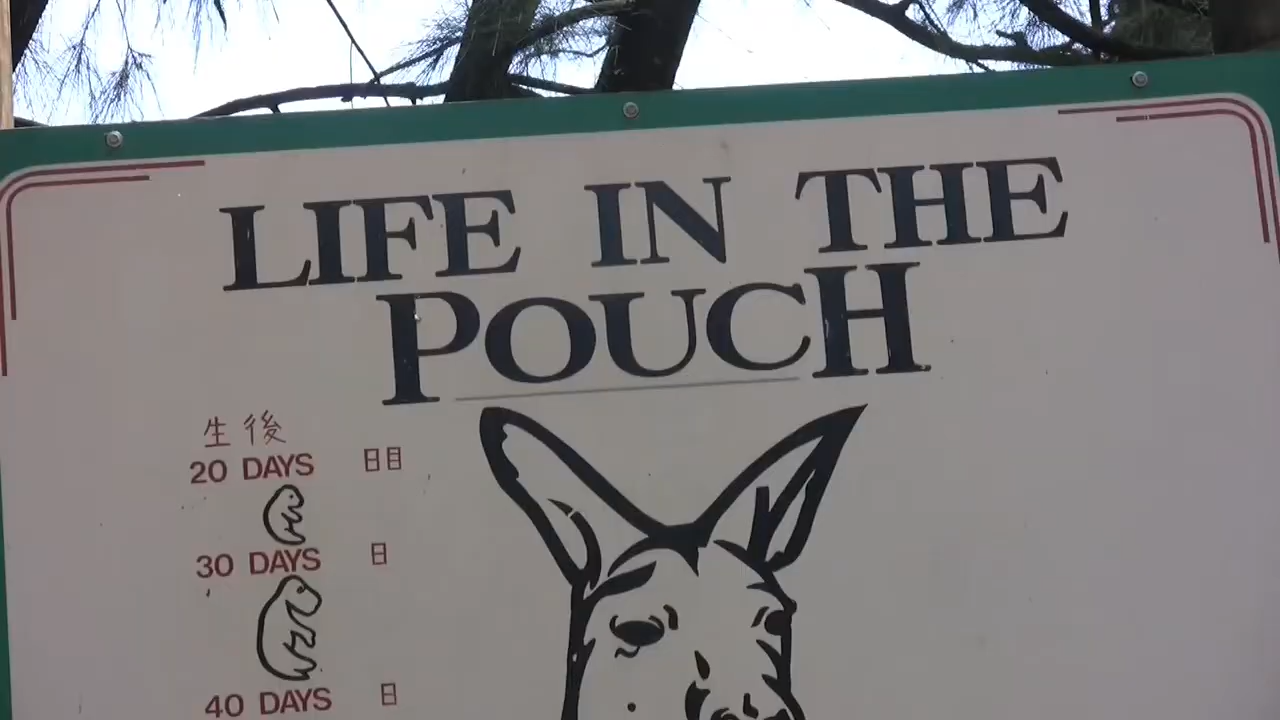 LIFE IN THE
POUCH
生後
20 DAYS 日目
30 DAYS 日
40 DAYS 日